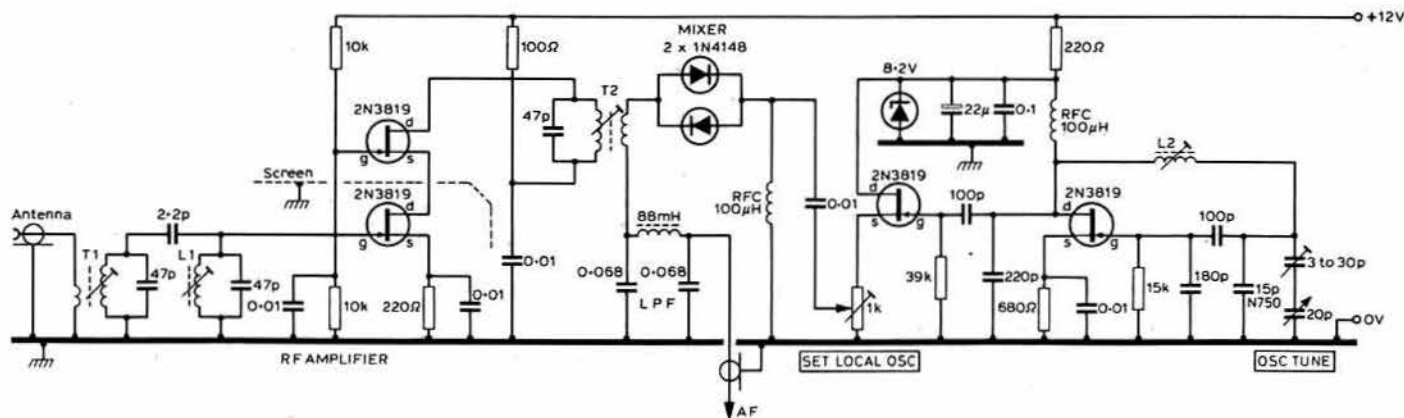 +12V
10k
100Ω
MIXER
2 x 1N4148
220Ω
8·2V
2N3819
d
g
s
47p
T2
22µ
0·1
RFC
100µH
L2
Screen
2N3819
d
g
s
Antenna
2·2p
T1
47p
L1
47p
0·01
10k
220Ω
0·01
0·01
88mH
0·068
0·068
LPF
RFC
100µH
0·01
2N3819
d
s
g
100p
2N3819
d
s
g
100p
1k
39k
220p
680Ω
0·01
15k
180p
15p
N750
3 to 30p
20p
0V
RF AMPLIFIER
SET LOCAL OSC
OSC TUNE
AF